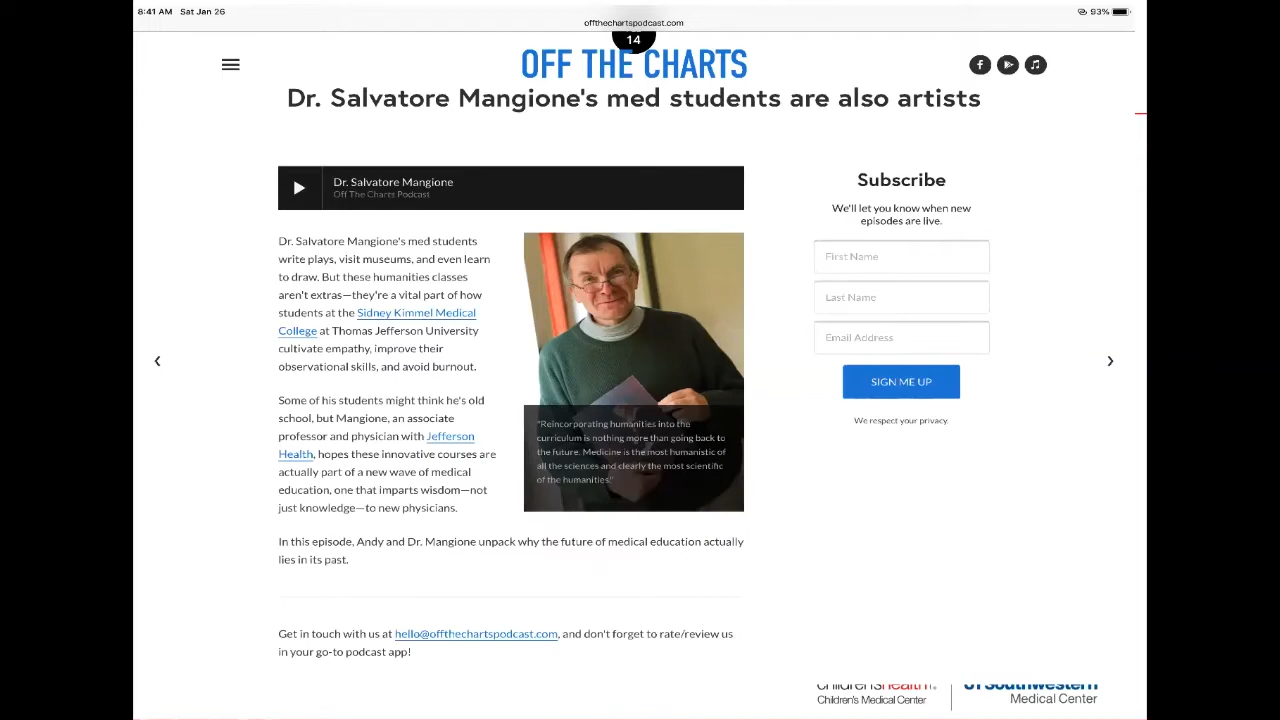 8:41 AM Sat Jan 26
offthechartspodcast.com
93%
14
OFF THE CHARTS
Dr. Salvatore Mangione's med students are also artists
Dr. Salvatore Mangione
Off The Charts Podcast
Dr. Salvatore Mangione's med students
write plays, visit museums, and even learn
to draw. But these humanities classes
aren't extras—they're a vital part of how
students at the Sidney Kimmel Medical
College at Thomas Jefferson University
cultivate empathy, improve their
observational skills, and avoid burnout.
Some of his students might think he's old
school, but Mangione, an associate
professor and physician with Jefferson
Health, hopes these innovative courses are
actually part of a new wave of medical
education, one that imparts wisdom—not
just knowledge—to new physicians.
"Reincorporating humanities into the
curriculum is nothing more than going back to
the future. Medicine is the most humanistic of
all the sciences and clearly the most scientific
of the humanities."
In this episode, Andy and Dr. Mangione unpack why the future of medical education actually
lies in its past.
Get in touch with us at hello@offthechartspodcast.com, and don't forget to rate/review us
in your go-to podcast app!
Subscribe
We'll let you know when new
episodes are live.
First Name
Last Name
Email Address
SIGN ME UP
We respect your privacy.
children'shealth
Children's Medical Center
UTSouthwestern
Medical Center